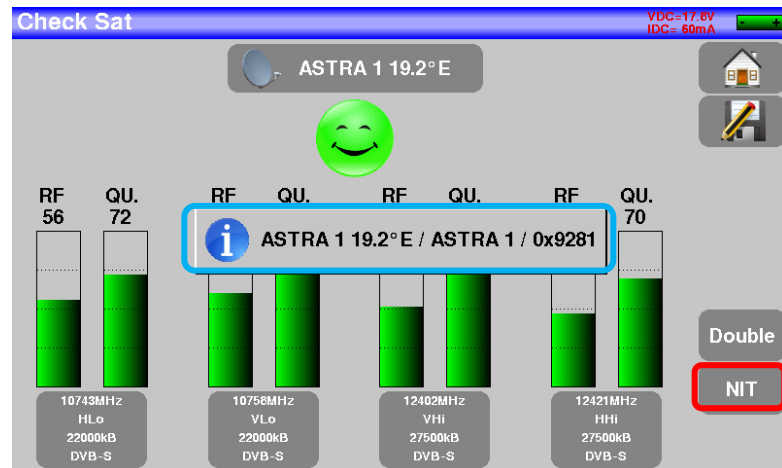 Check Sat
VDC=17.8V
IDC= 60mA
- +
ASTRA 1 19.2°E
RF QU. RF QU. RF QU. RF QU.
56 72 70
i ASTRA 1 19.2°E / ASTRA 1 / 0x9281
Double
NIT
10743MHz
HLo
22000kB
DVB-S
10758MHz
VLo
22000kB
DVB-S
12402MHz
VHi
27500kB
DVB-S
12421MHz
HHi
27500kB
DVB-S